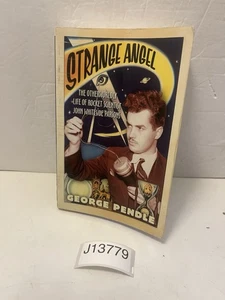 STRANGE ANGEL
THE OTHERWORLDLY
LIFE OF ROCKET SCIENTIST
JOHN WHITESIDE PARSONS
GEORGE PENDLE
J13779